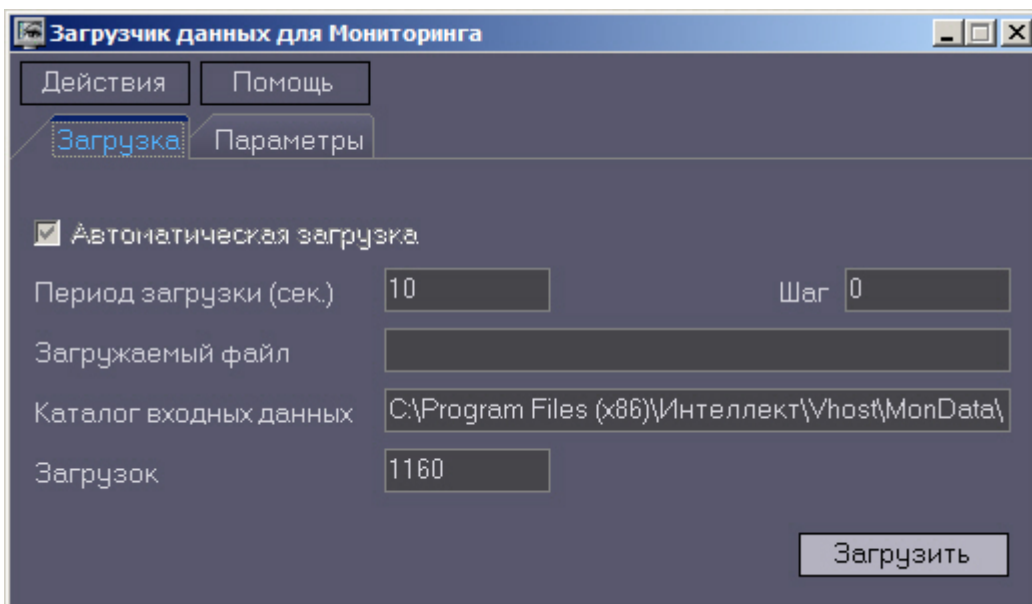 Загрузчик данных для Мониторинга
Действия Помощь
Загрузка Параметры
Автоматическая загрузка
Период загрузки (сек.) 10 Шаг 0
Загружаемый файл
Каталог входных данных C:\Program Files (x86)\Интеллект\Vhost\MonData\
Загрузок 1160
Загрузить